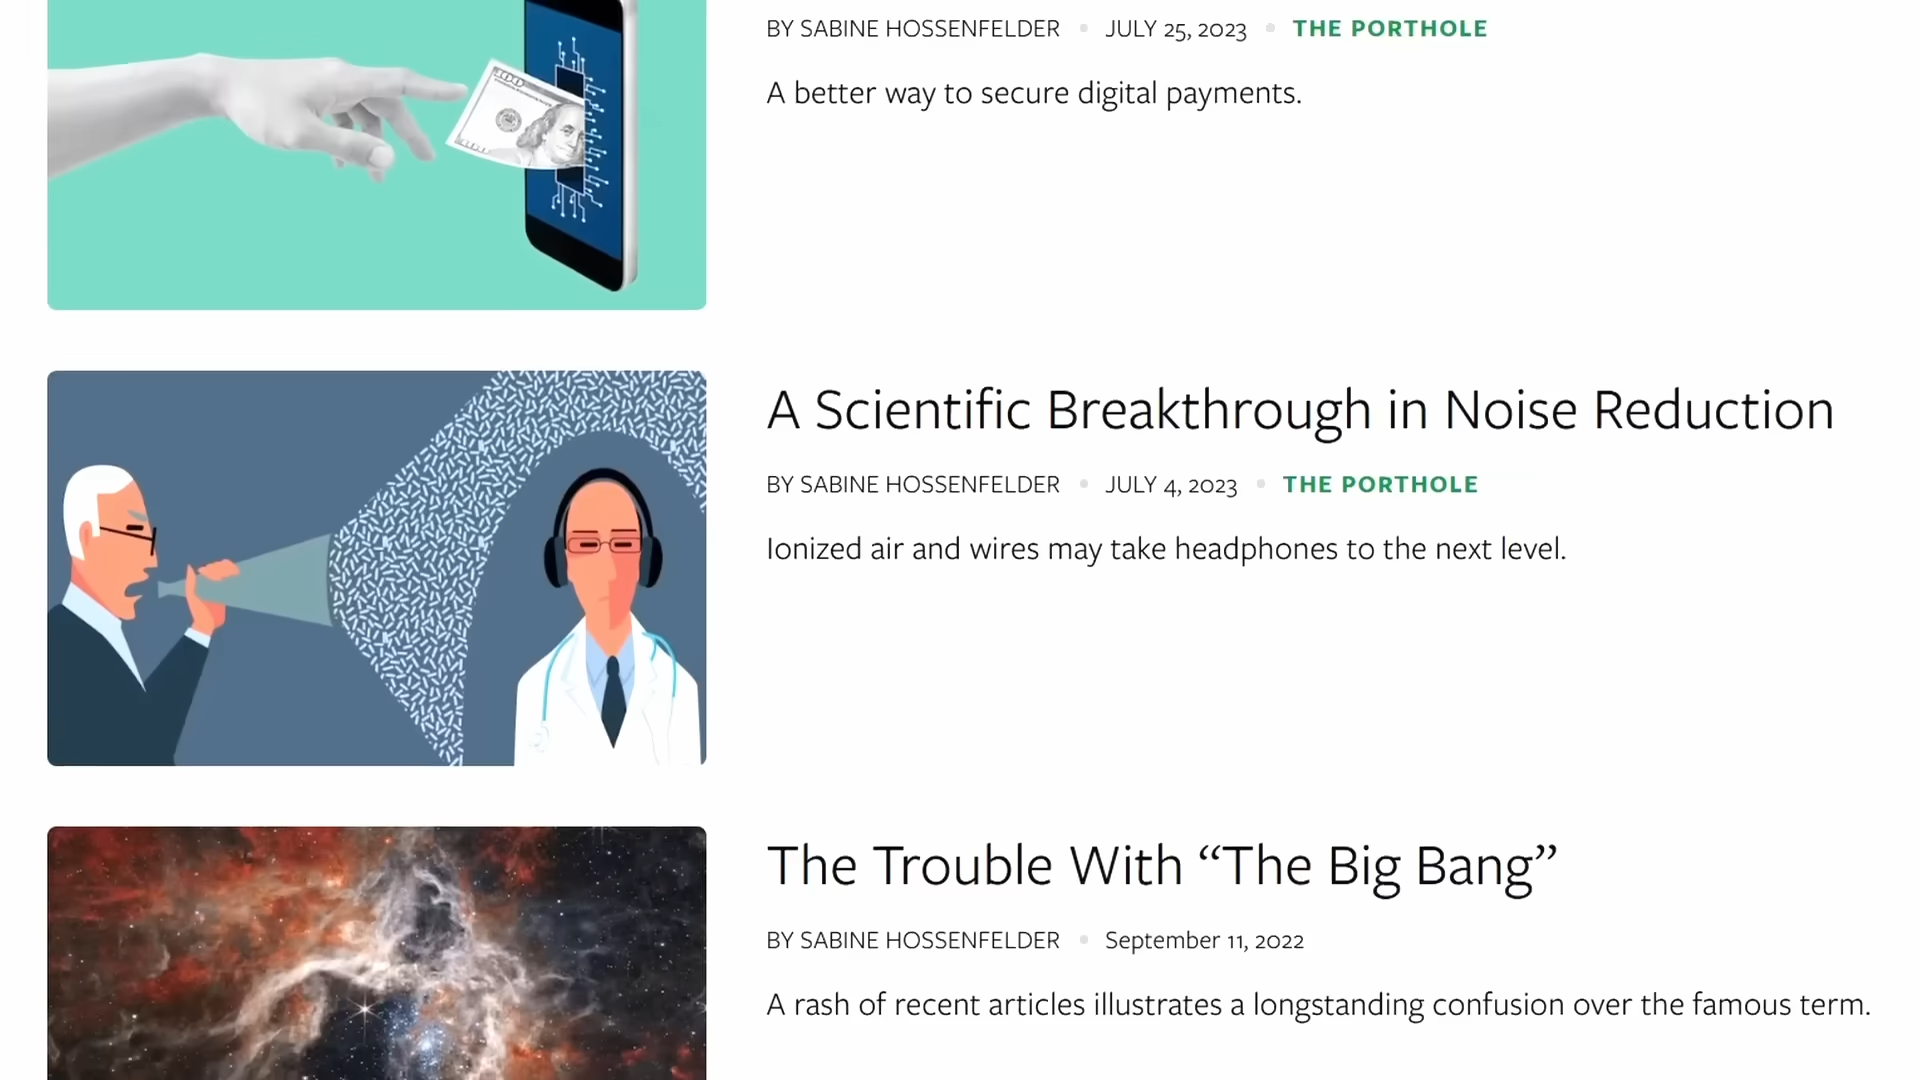 BY SABINE HOSSENFELDER • JULY 25, 2023 • THE PORTHOLE
A better way to secure digital payments.
A Scientific Breakthrough in Noise Reduction
BY SABINE HOSSENFELDER • JULY 4, 2023 • THE PORTHOLE
Ionized air and wires may take headphones to the next level.
The Trouble With “The Big Bang”
BY SABINE HOSSENFELDER • September 11, 2022
A rash of recent articles illustrates a longstanding confusion over the famous term.